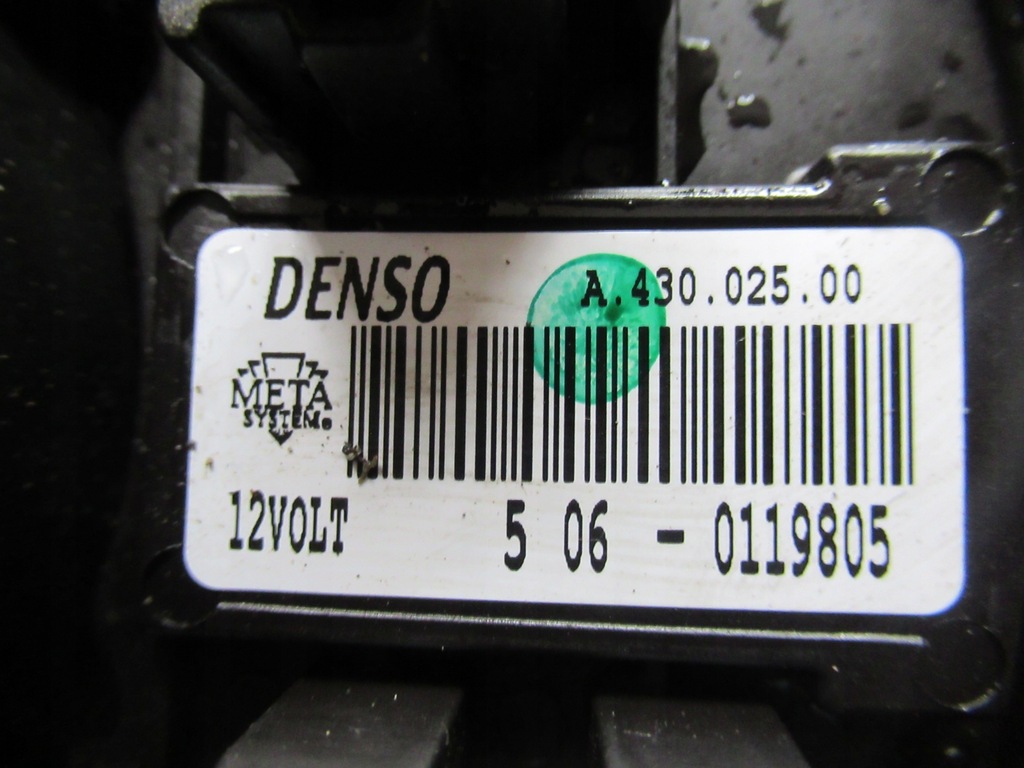 DENSO
A.430.025.00
META
SYSTEM®
12VOLT
5 06 - 0119805